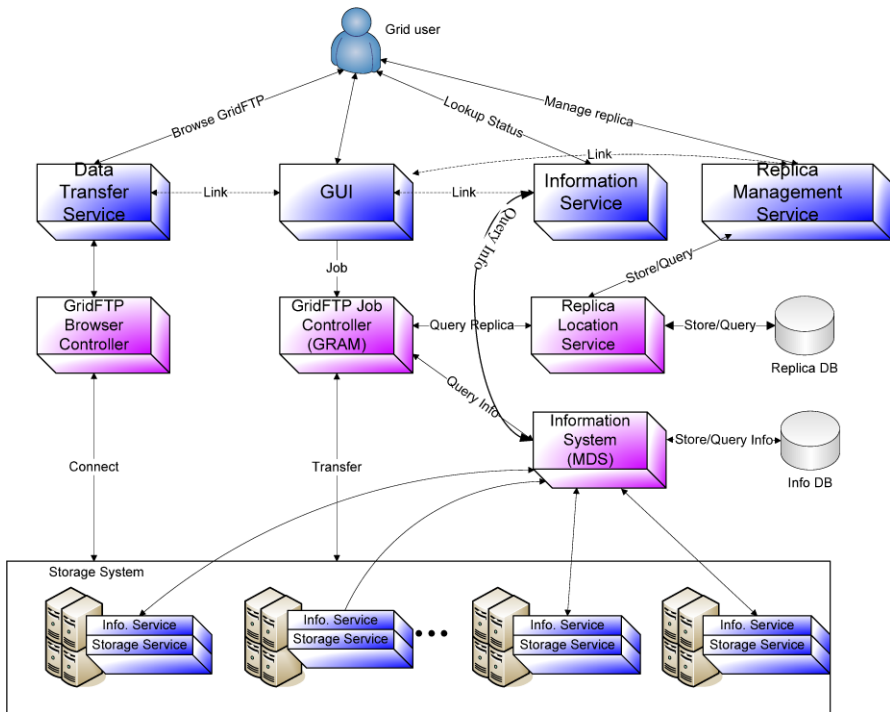 Grid user
Browse GridFTP
Lookup Status
Manage replica
Link
Data
Transfer
Service
Link
GUI
Link
Information
Service
Replica
Management
Service
Query Info
Job
Store/Query
GridFTP
Browser
Controller
GridFTP Job
Controller
(GRAM)
Query Replica
Replica
Location
Service
Store/Query
Replica DB
Query Info
Information
System
(MDS)
Store/Query Info
Info DB
Connect
Transfer
Storage System
Info. Service
Storage Service
Info. Service
Storage Service
Info. Service
Storage Service
Info. Service
Storage Service